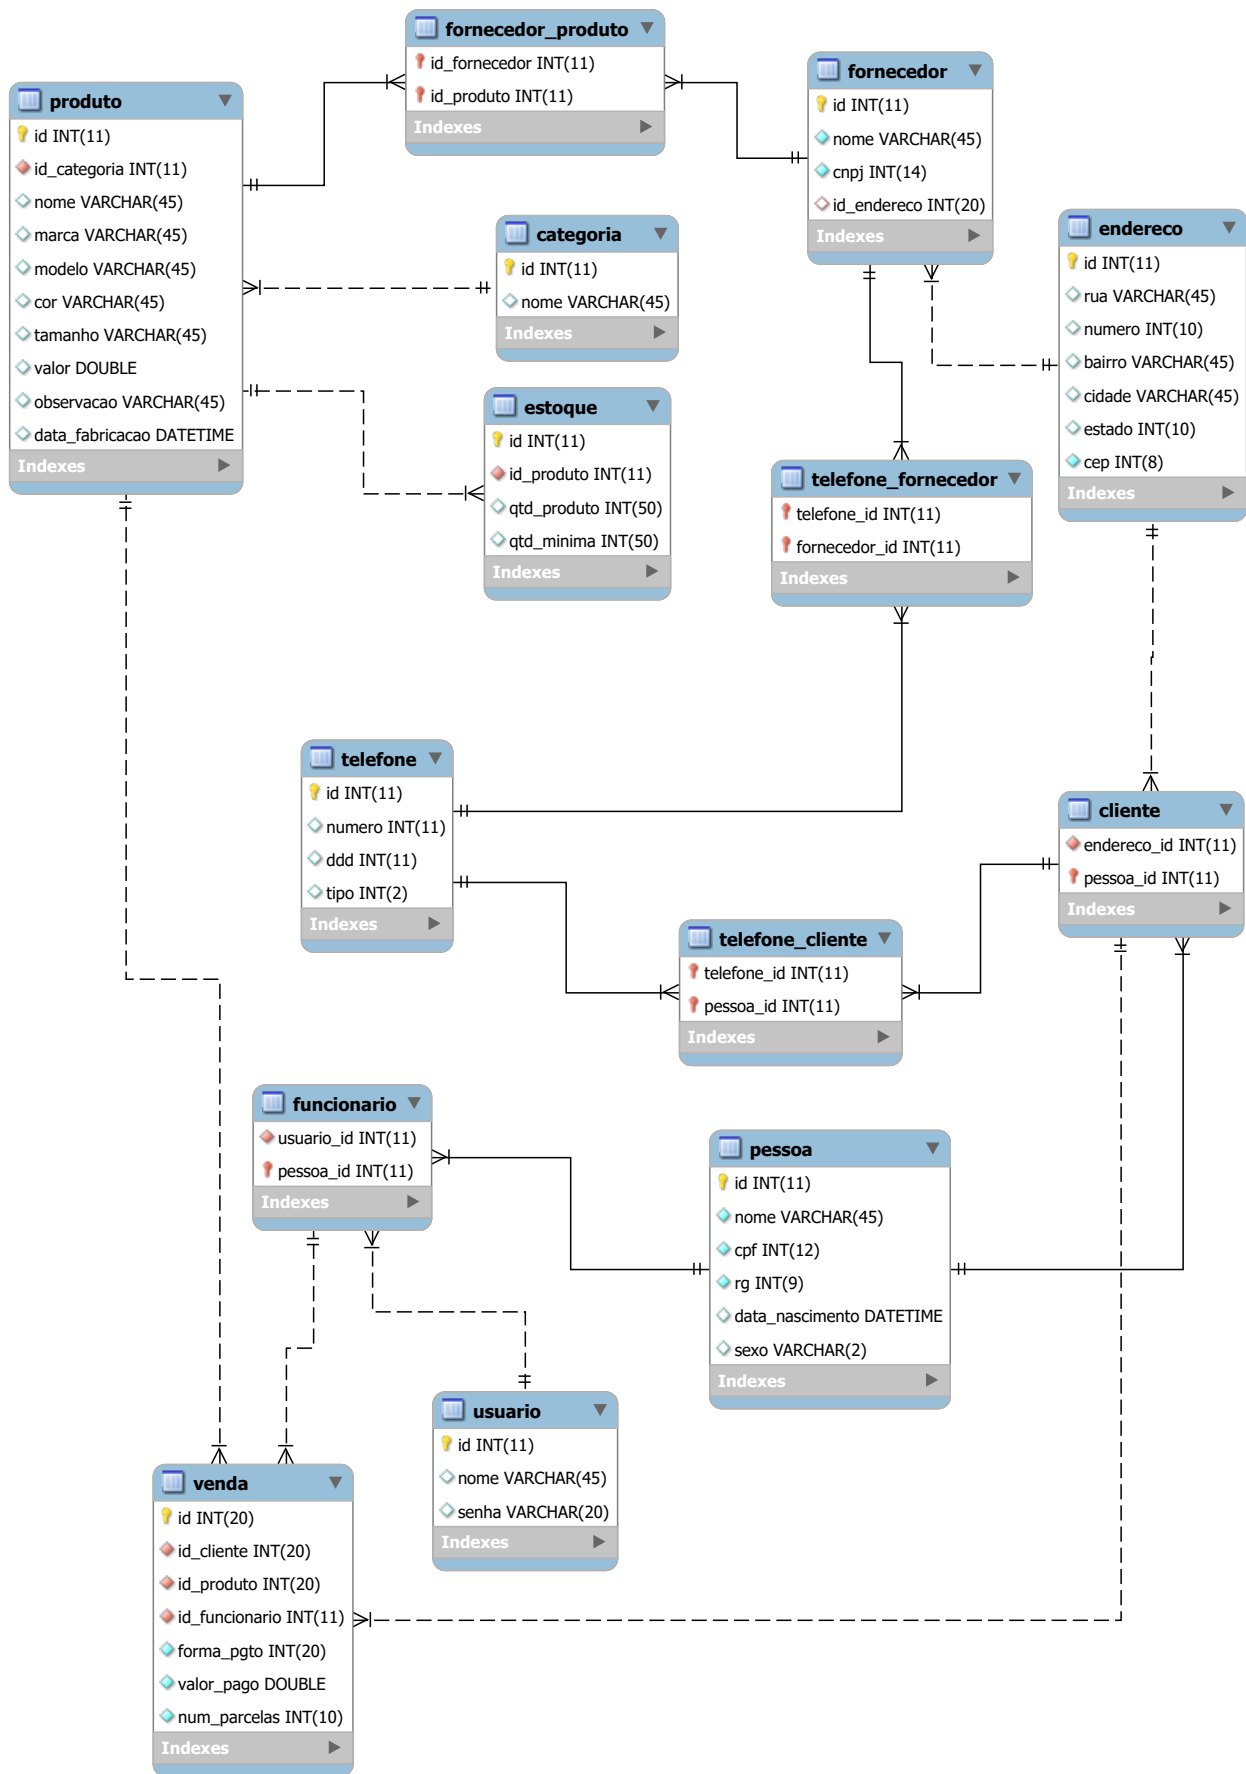 fornecedor_produto
id_fornecedor INT(11)
id_produto INT(11)
Indexes
fornecedor
id INT(11)
nome VARCHAR(45)
cnpj INT(14)
id_endereco INT(20)
Indexes
produto
id INT(11)
id_categoria INT(11)
nome VARCHAR(45)
marca VARCHAR(45)
modelo VARCHAR(45)
cor VARCHAR(45)
tamanho VARCHAR(45)
valor DOUBLE
observacao VARCHAR(45)
data_fabricacao DATETIME
Indexes
categoria
id INT(11)
nome VARCHAR(45)
Indexes
endereco
id INT(11)
rua VARCHAR(45)
numero INT(10)
bairro VARCHAR(45)
cidade VARCHAR(45)
estado INT(10)
cep INT(8)
Indexes
estoque
id INT(11)
id_produto INT(11)
qtd_produto INT(50)
qtd_minima INT(50)
Indexes
telefone_fornecedor
telefone_id INT(11)
fornecedor_id INT(11)
Indexes
telefone
id INT(11)
numero INT(11)
ddd INT(11)
tipo INT(2)
Indexes
cliente
endereco_id INT(11)
pessoa_id INT(11)
Indexes
telefone_cliente
telefone_id INT(11)
pessoa_id INT(11)
Indexes
funcionario
usuario_id INT(11)
pessoa_id INT(11)
Indexes
pessoa
id INT(11)
nome VARCHAR(45)
cpf INT(12)
rg INT(9)
data_nascimento DATETIME
sexo VARCHAR(2)
Indexes
usuario
id INT(11)
nome VARCHAR(45)
senha VARCHAR(20)
Indexes
venda
id INT(20)
id_cliente INT(20)
id_produto INT(20)
id_funcionario INT(11)
forma_pgto INT(20)
valor_pago DOUBLE
num_parcelas INT(10)
Indexes